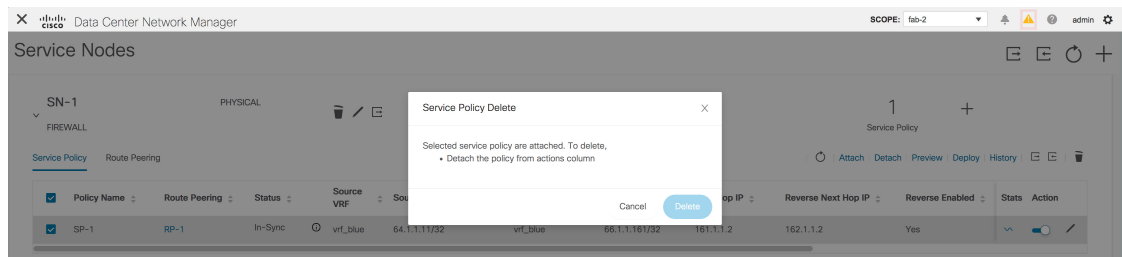 cisco Data Center Network Manager SCOPE: fab-2 admin
Service Nodes
SN-1 PHYSICAL 1
FIREWALL Service Policy
Service Policy Delete
Selected service policy are attached. To delete,
• Detach the policy from actions column
Cancel Delete
Service Policy Route Peering Attach Detach Preview Deploy History
Policy Name Route Peering Status Source VRF Sou op IP Reverse Next Hop IP Reverse Enabled Stats Action
SP-1 RP-1 In-Sync vrf_blue 64.1.1.11/32 vrf_blue 66.1.1.161/32 161.1.1.2 162.1.1.2 Yes